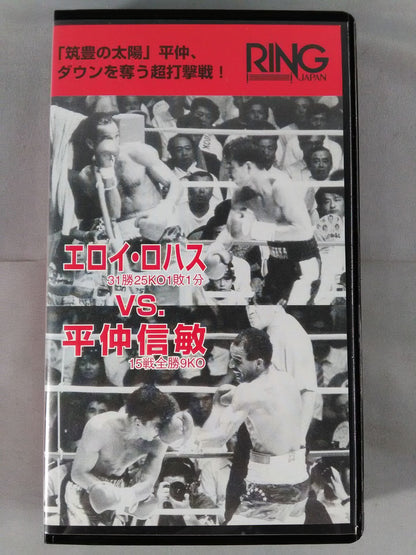 「筑豊の太陽」平仲、
ダウンを奪う超打撃戦！
RING
JAPAN
エロイ・ロハス
31勝25KO1敗1分
VS.
平仲信敏
15戦全勝9KO